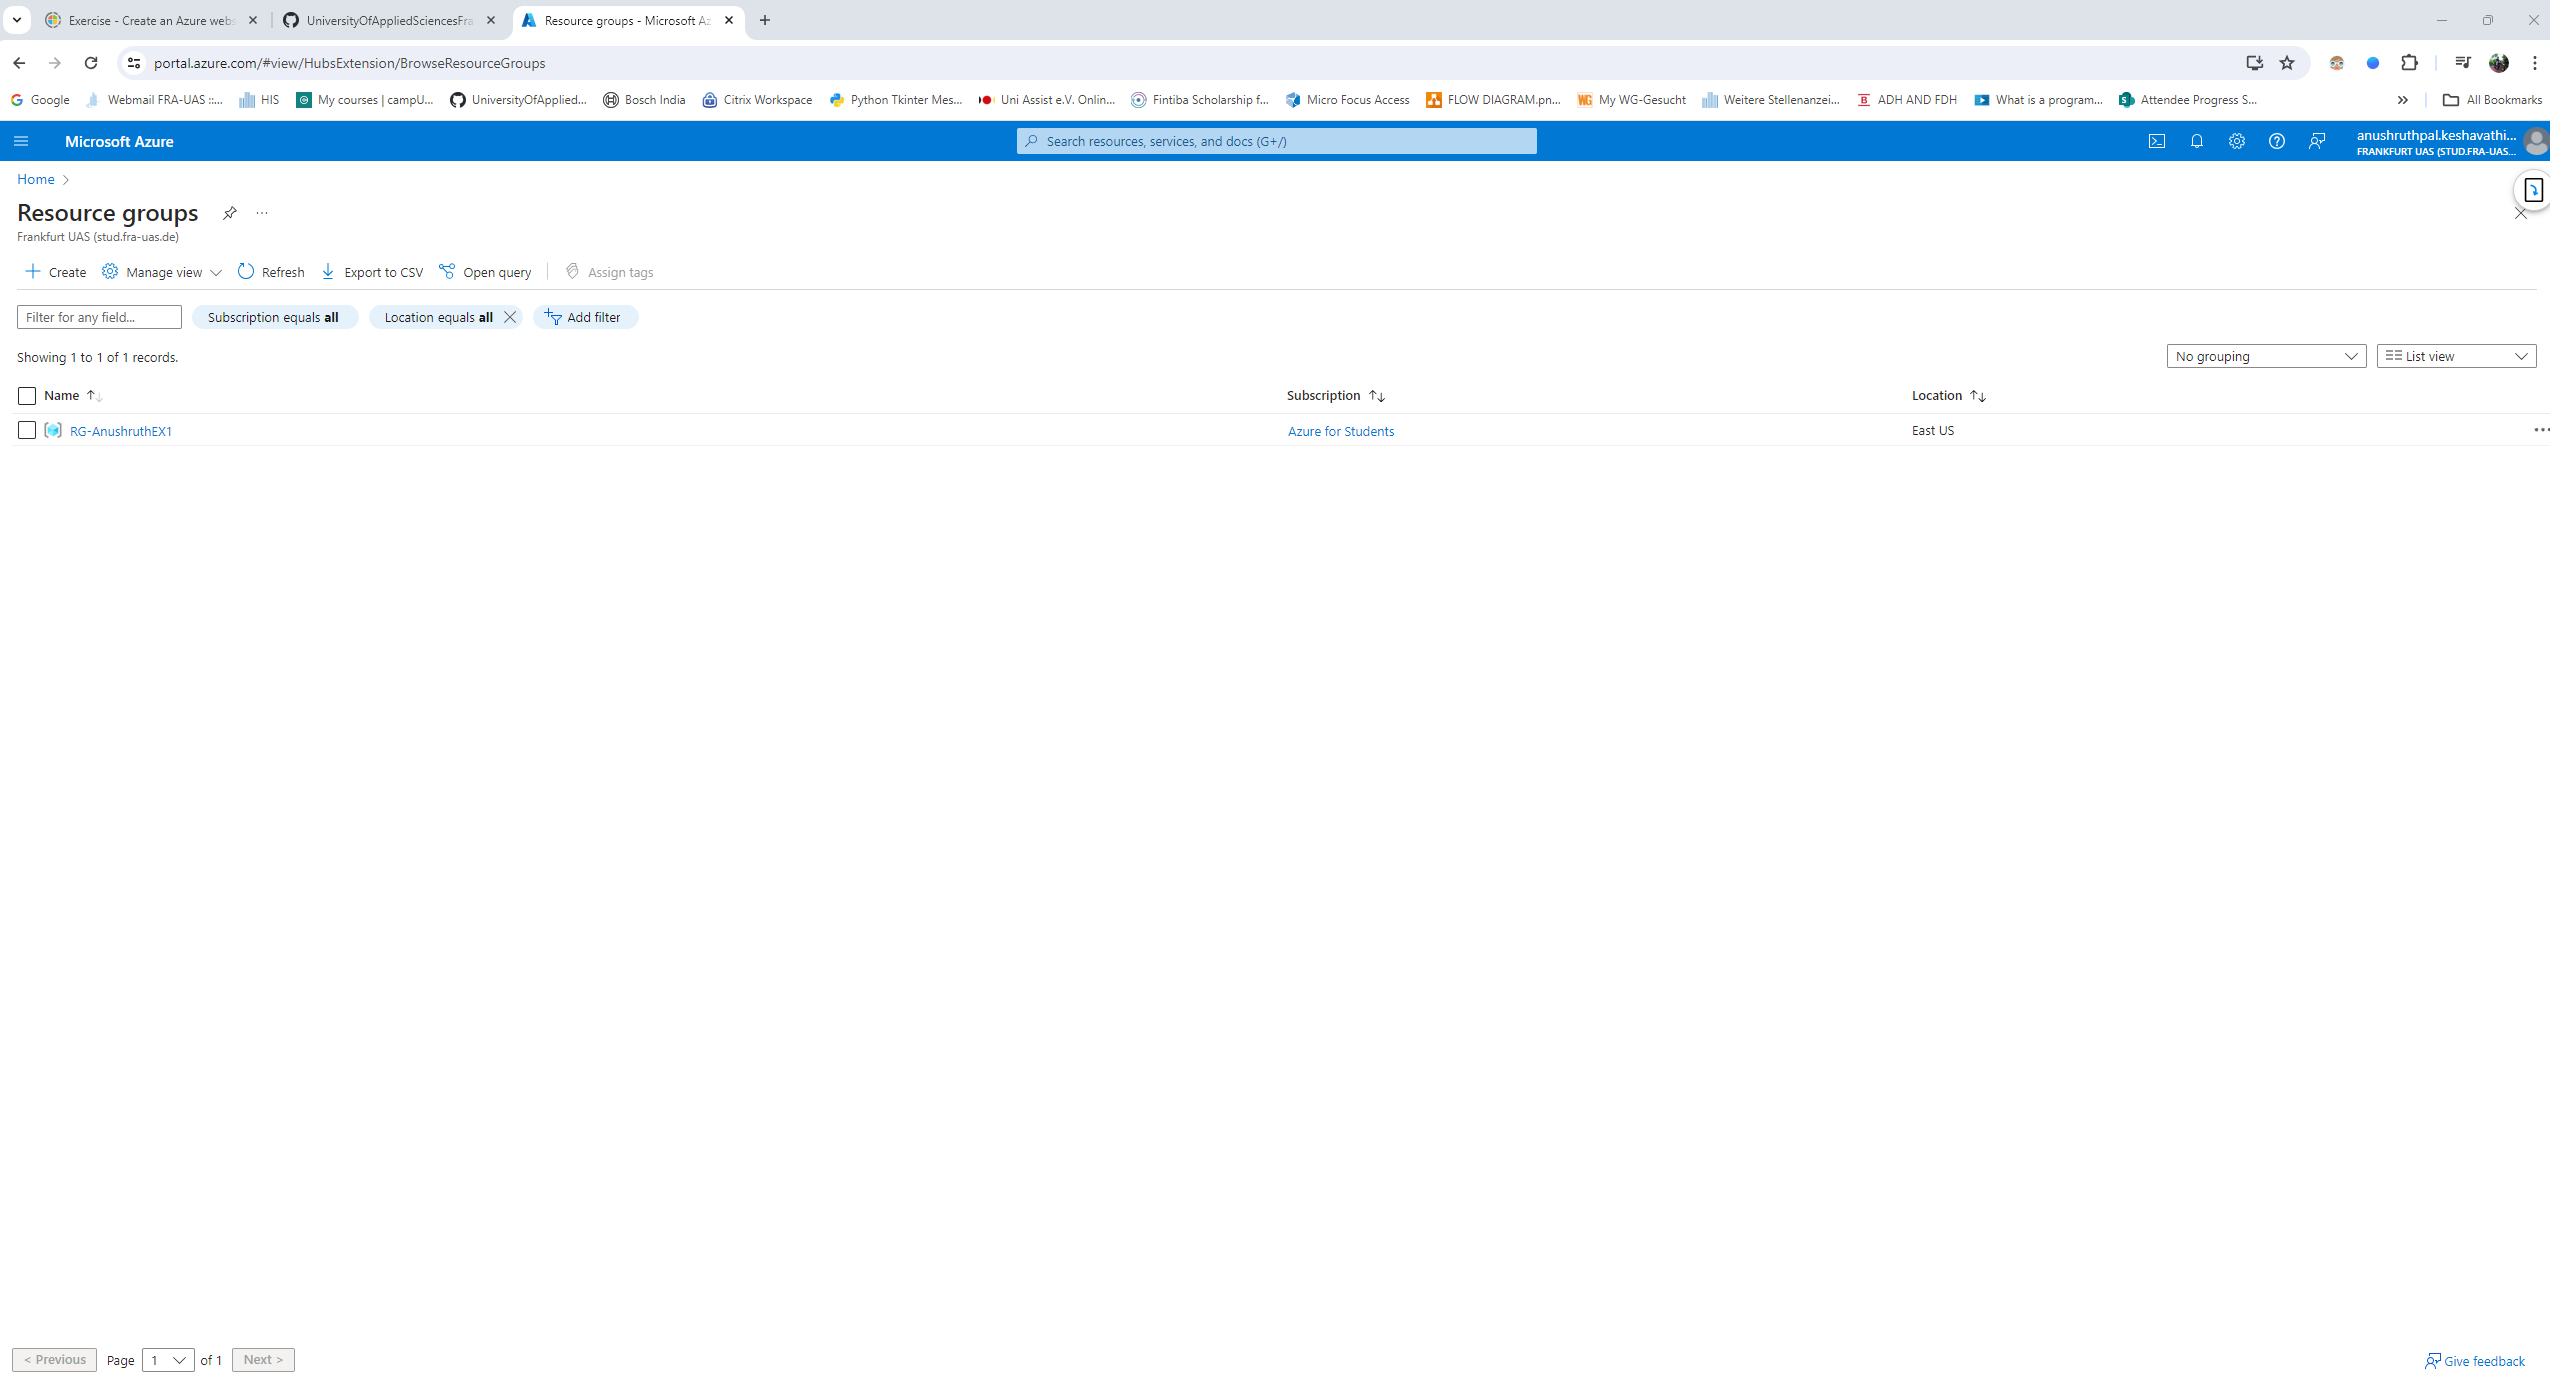 Exercise - Create an Azure webs
UniversityOfAppliedSciencesFra
Resource groups - Microsoft Az
portal.azure.com/#view/HubsExtension/BrowseResourceGroups
Google
Webmail FRA-UAS ::...
HIS
My courses | campU...
UniversityOfApplied...
Bosch India
Citrix Workspace
Python Tkinter Mes...
Uni Assist e.V. Onlin...
Fintiba Scholarship f...
Micro Focus Access
FLOW DIAGRAM.pn...
My WG-Gesucht
Weitere Stellenanzei...
ADH AND FDH
What is a program...
Attendee Progress S...
All Bookmarks
Microsoft Azure
Search resources, services, and docs (G+/)
anushruthpal.keshavathi...
FRANKFURT UAS (STUD.FRA-UAS...
Home
Resource groups
Frankfurt UAS (stud.fra-uas.de)
Create
Manage view
Refresh
Export to CSV
Open query
Assign tags
Filter for any field...
Subscription equals all
Location equals all
Add filter
Showing 1 to 1 of 1 records.
No grouping
List view
Name
Subscription
Location
RG-AnushruthEX1
Azure for Students
East US
< Previous
Page
1
of 1
Next >
Give feedback